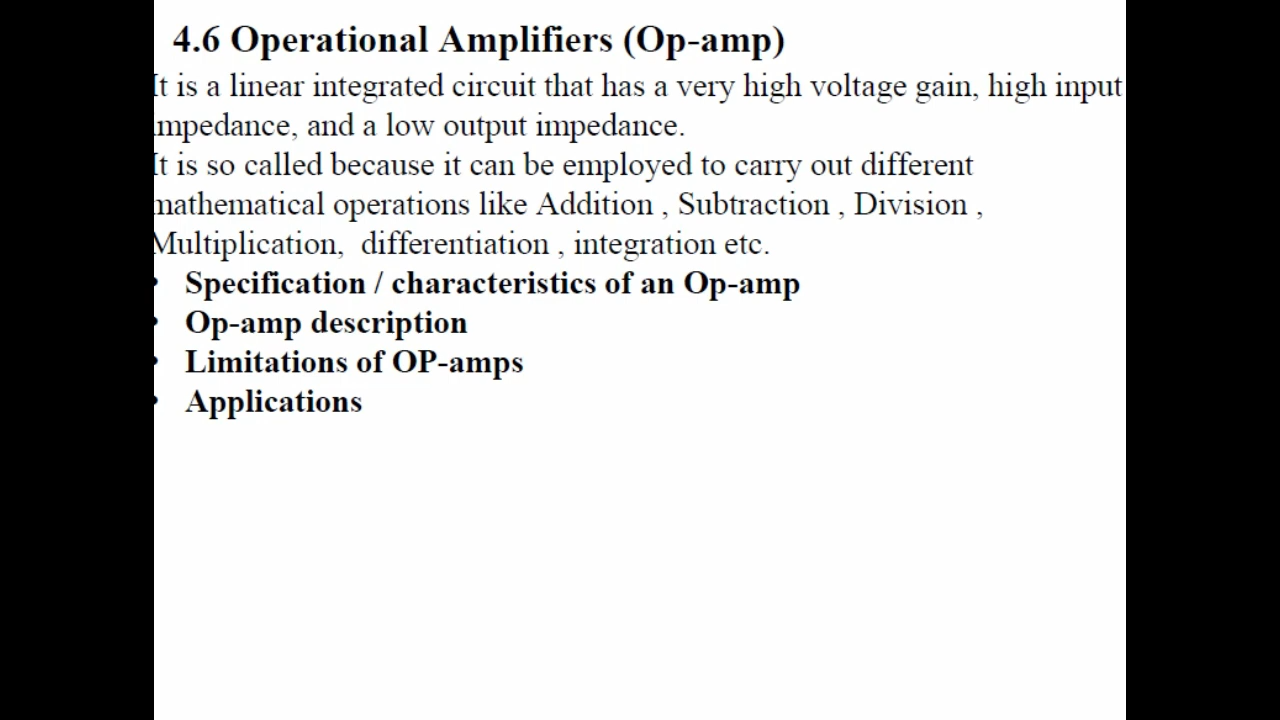 4.6 Operational Amplifiers (Op-amp)
It is a linear integrated circuit that has a very high voltage gain, high input
impedance, and a low output impedance.
It is so called because it can be employed to carry out different
mathematical operations like Addition , Subtraction , Division ,
Multiplication,  differentiation , integration etc.
• Specification / characteristics of an Op-amp
• Op-amp description
• Limitations of OP-amps
• Applications